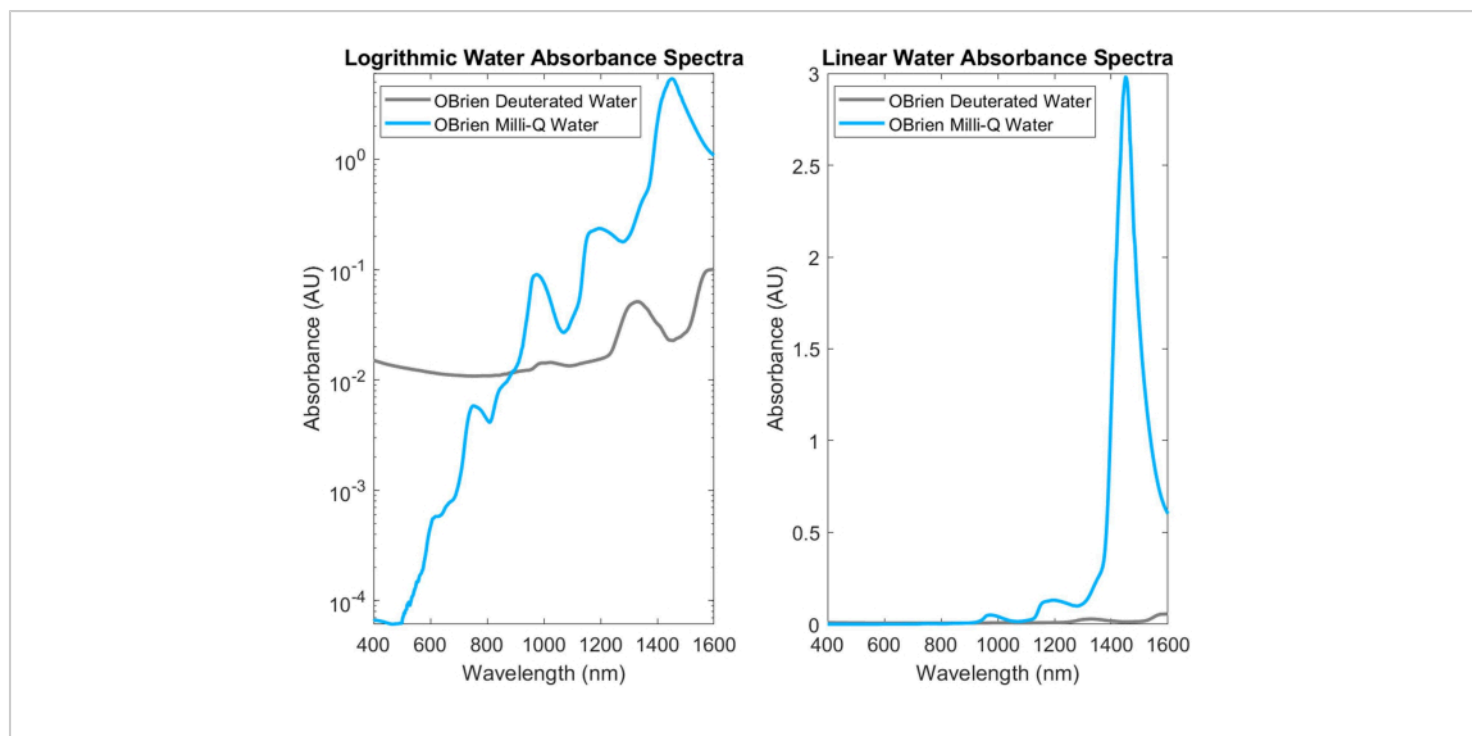 Logrithmic Water Absorbance Spectra
OBrien Deuterated Water
OBrien Milli-Q Water
10^0
10^-1
10^-2
10^-3
10^-4
Absorbance (AU)
400 600 800 1000 1200 1400 1600
Wavelength (nm)
Linear Water Absorbance Spectra
OBrien Deuterated Water
OBrien Milli-Q Water
3
2.5
2
1.5
1
0.5
0
Absorbance (AU)
400 600 800 1000 1200 1400 1600
Wavelength (nm)